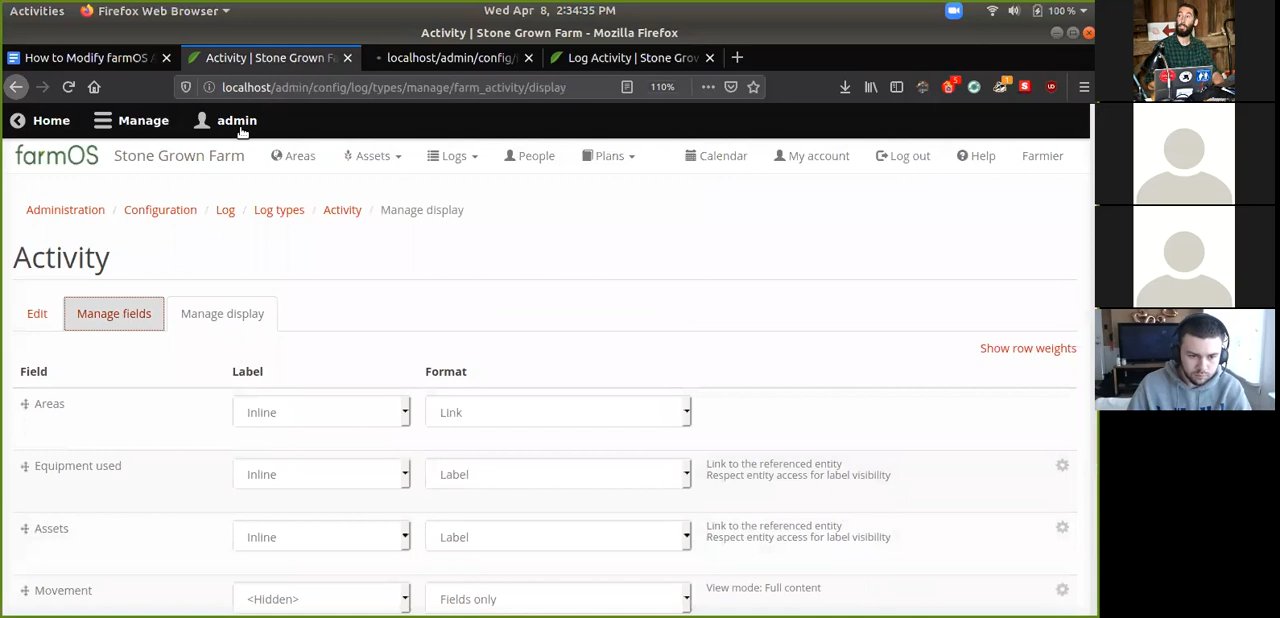 Activities Firefox Web Browser Wed Apr 8, 2:34:35 PM 100 %
Activity | Stone Grown Farm - Mozilla Firefox
How to Modify farmOS A Activity | Stone Grown Fa localhost/admin/config/ Log Activity | Stone Grov
localhost/admin/config/log/types/manage/farm_activity/display 110%
Home Manage admin
farmOS Stone Grown Farm Areas Assets Logs People Plans Calendar My account Log out Help Farmier
Administration / Configuration / Log / Log types / Activity / Manage display
Activity
Edit Manage fields Manage display
Show row weights
Field Label Format
Areas Inline Link
Equipment used Inline Label Link to the referenced entity
Respect entity access for label visibility
Assets Inline Label Link to the referenced entity
Respect entity access for label visibility
Movement <Hidden> Fields only View mode: Full content